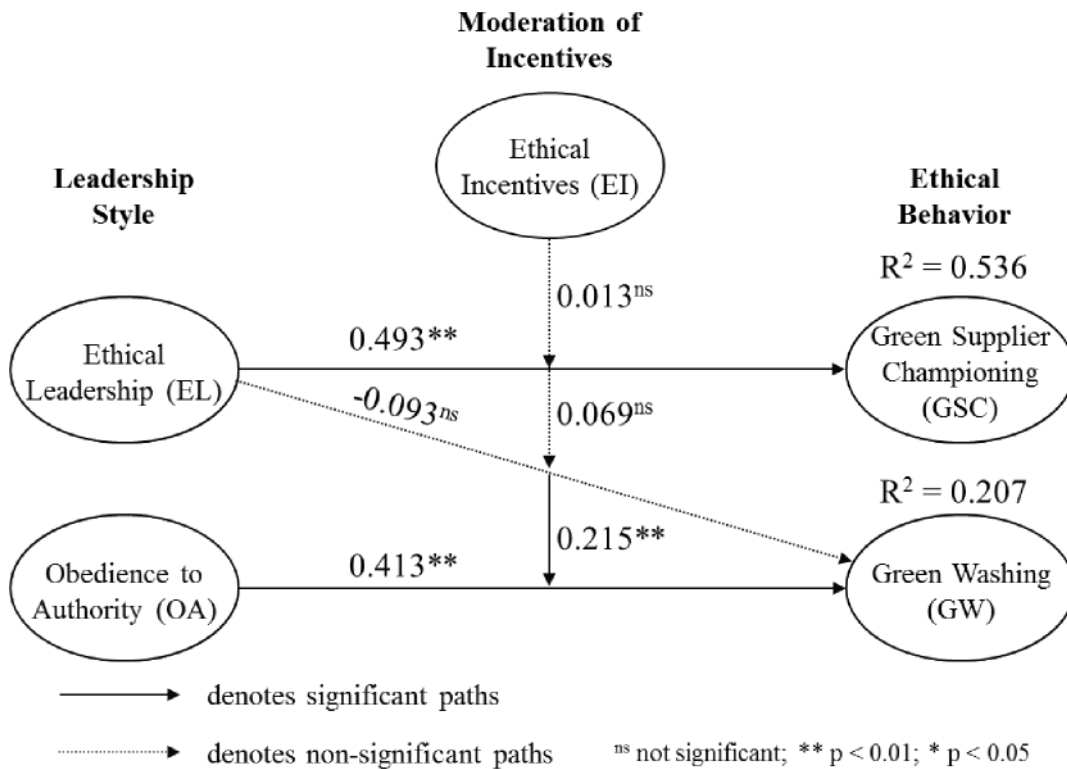 Moderation of
Incentives
Ethical
Incentives (EI)
Leadership
Style
Ethical
Behavior
R² = 0.536
0.013ⁿˢ
0.493**
Ethical
Leadership (EL)
Green Supplier
Championing
(GSC)
-0.093ⁿˢ
0.069ⁿˢ
R² = 0.207
0.215**
0.413**
Obedience to
Authority (OA)
Green Washing
(GW)
denotes significant paths
denotes non-significant paths
ⁿˢ not significant; ** p < 0.01; * p < 0.05